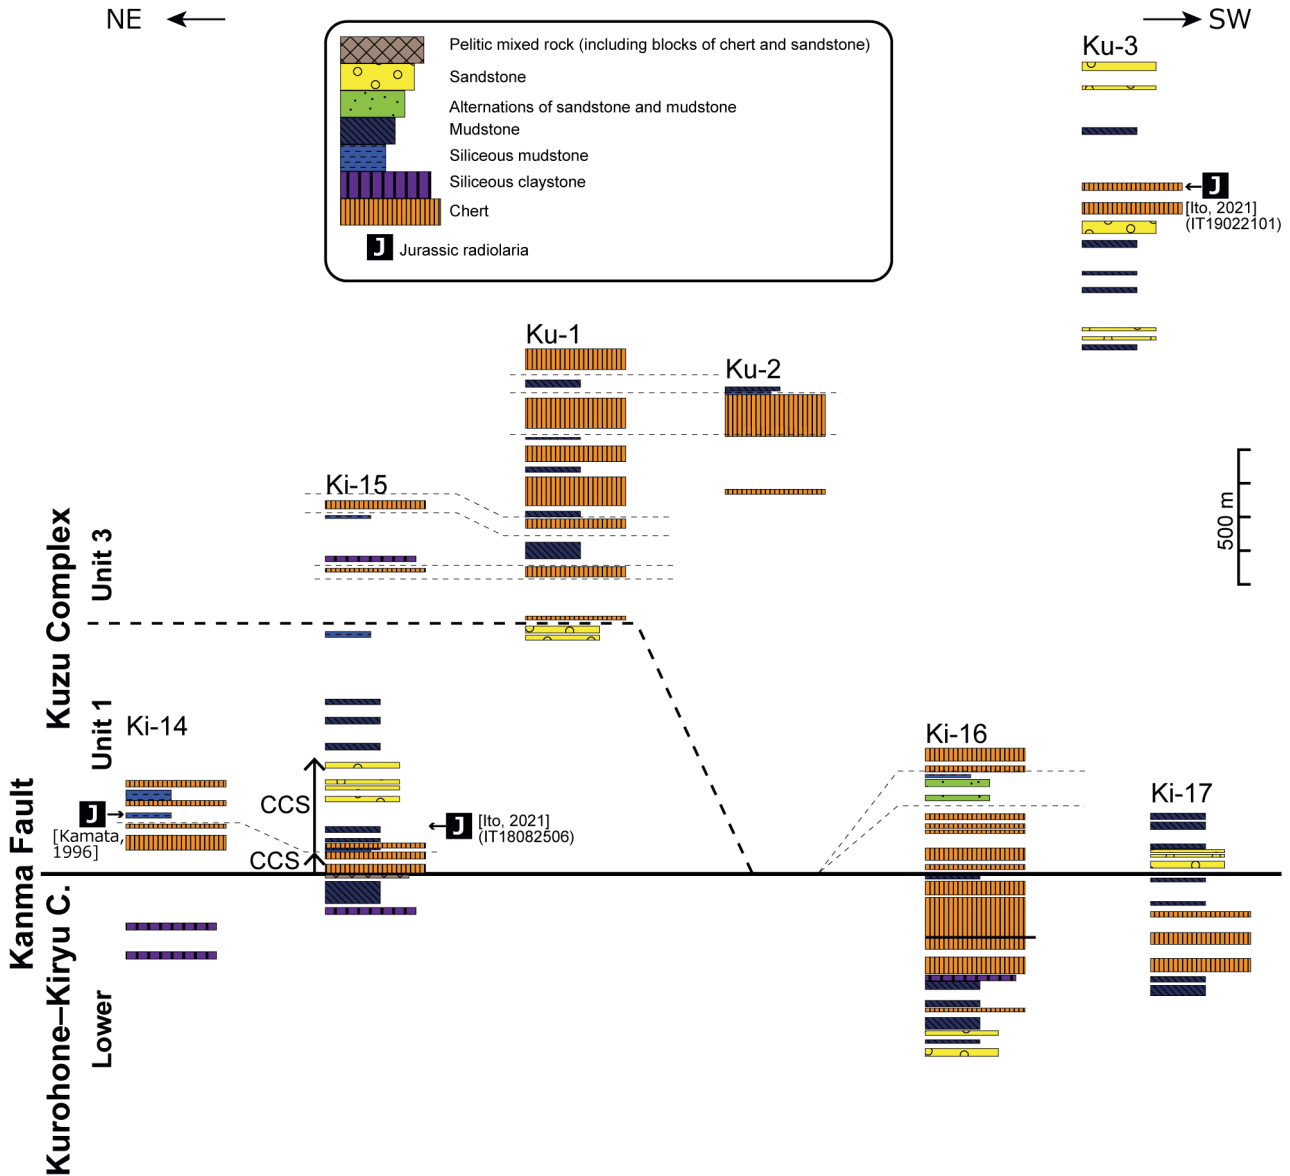 NE
SW
Ku-3
Pelitic mixed rock (including blocks of chert and sandstone)
Sandstone
Alternations of sandstone and mudstone
Mudstone
Siliceous mudstone
Siliceous claystone
Chert
J
Jurassic radiolaria
J
[Ito, 2021]
(IT19022101)
Ku-1
Ku-2
Ki-15
500 m
Kuzu Complex
Unit 3
Unit 1
Ki-14
Ki-16
Ki-17
CCS
CCS
J
[Kamata,
1996]
J
[Ito, 2021]
(IT18082506)
Kanma Fault
Kurohone–Kiryu C.
Lower